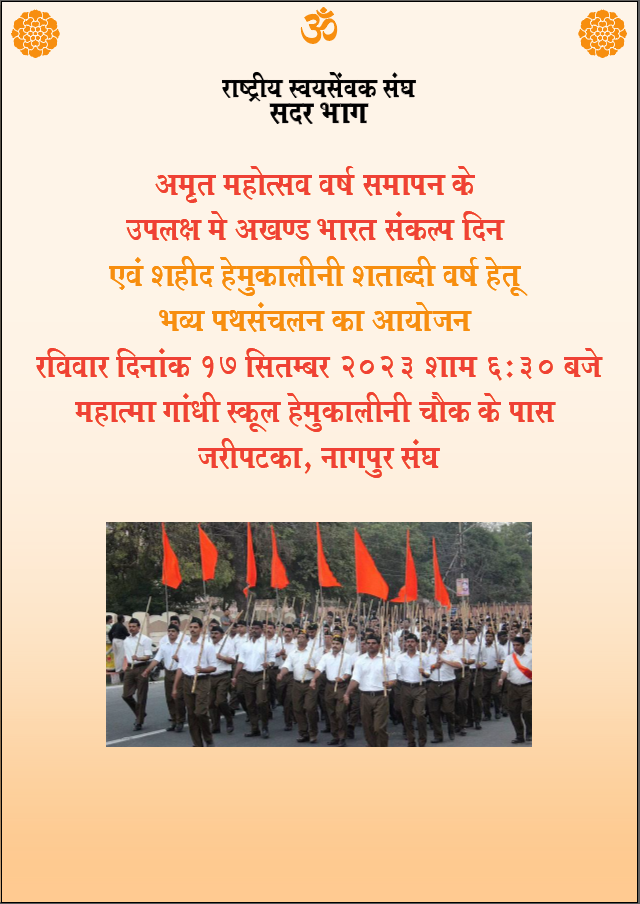 ॐ
राष्ट्रीय स्वयसेंवक संघ
सदर भाग
अमृत महोत्सव वर्ष समापन के
उपलक्ष मे अखण्ड भारत संकल्प दिन
एवं शहीद हेमुकालीनी शताब्दी वर्ष हेतू
भव्य पथसंचलन का आयोजन
रविवार दिनांक १७ सितम्बर २०२३ शाम ६:३० बजे
महात्मा गांधी स्कूल हेमुकालीनी चौक के पास
जरीपटका, नागपुर संघ